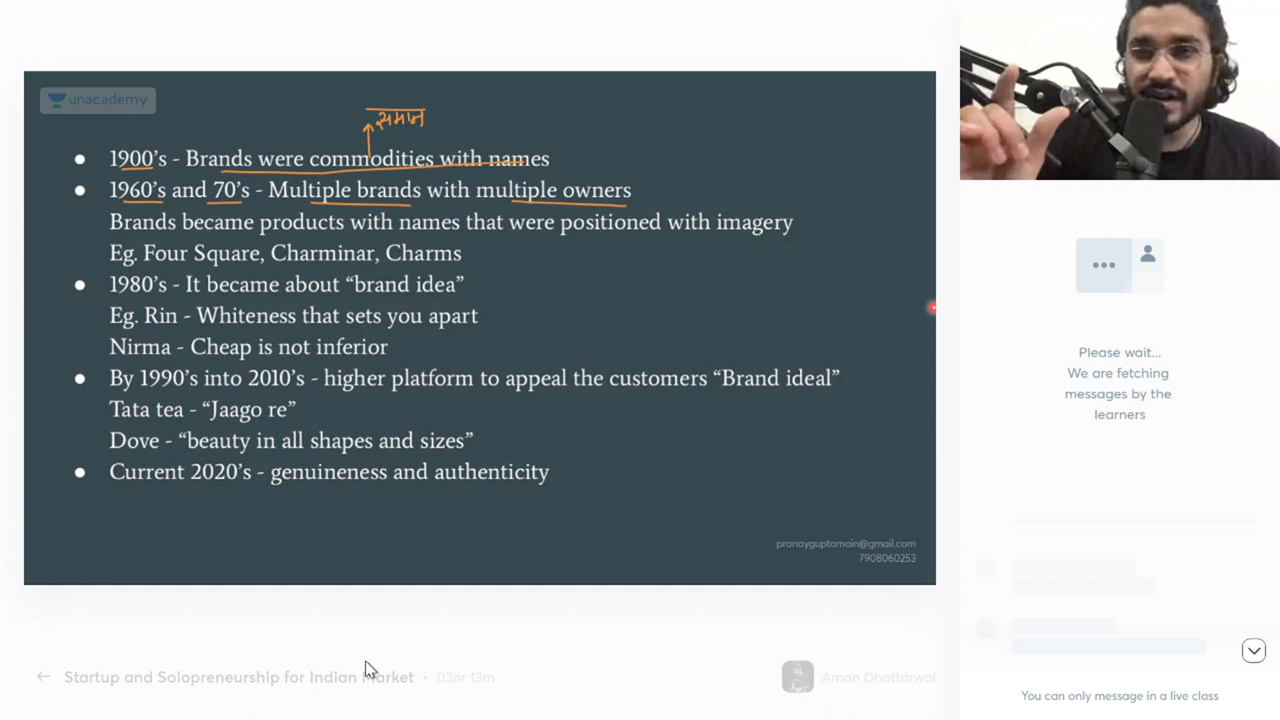 unacademy
समान
1900's - Brands were commodities with names
1960's and 70's - Multiple brands with multiple owners
Brands became products with names that were positioned with imagery
Eg. Four Square, Charminar, Charms
1980's - It became about “brand idea”
Eg. Rin - Whiteness that sets you apart
Nirma - Cheap is not inferior
By 1990's into 2010's - higher platform to appeal the customers “Brand ideal”
Tata tea - “Jaago re”
Dove - “beauty in all shapes and sizes”
Current 2020's - genuineness and authenticity
pranayguptamain@gmail.com
7908060253
Please wait...
We are fetching
messages by the
learners
Startup and Solopreneurship for Indian Market • 03hr 13m
Aman Dhattarwal
You can only message in a live class